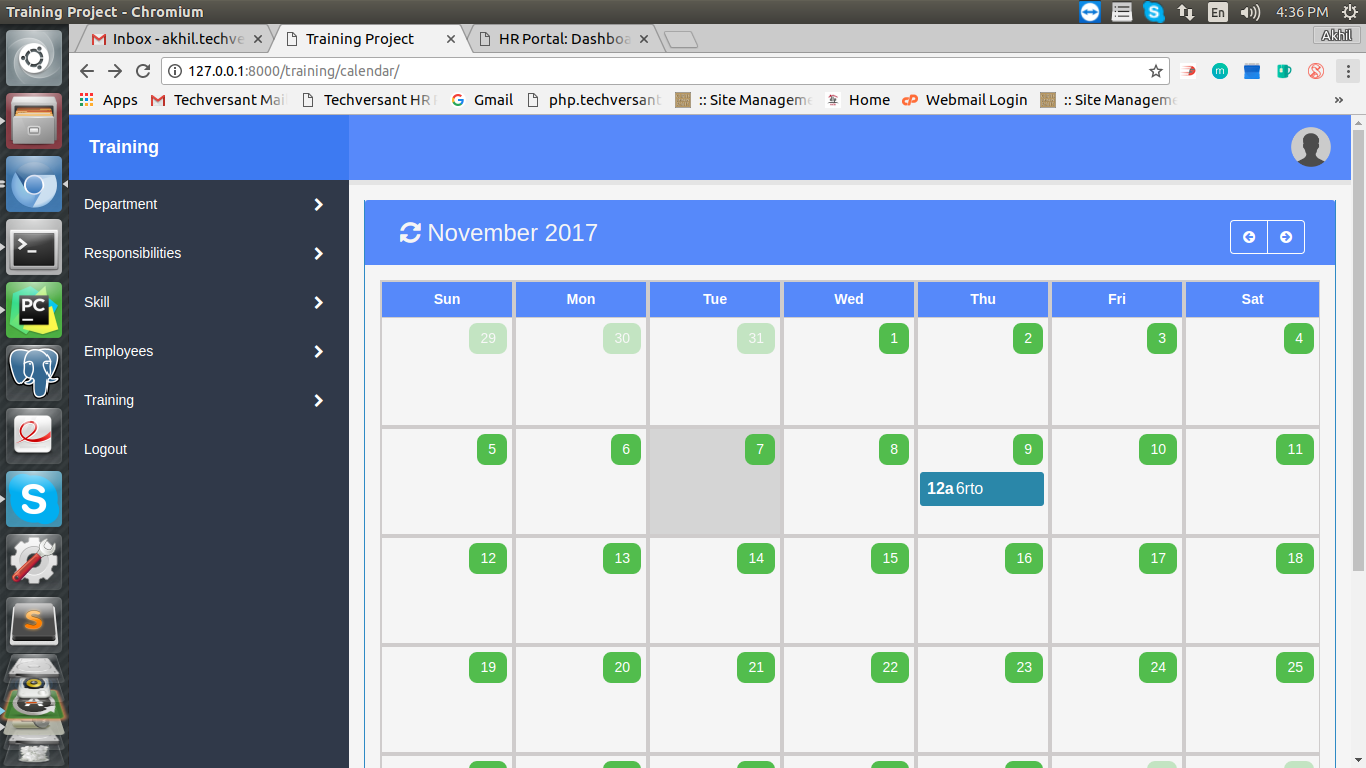 Training Project - Chromium
En
4:36 PM
Inbox - akhil.techve
Training Project
HR Portal: Dashboa
Akhil
127.0.0.1:8000/training/calendar/
Apps
Techversant Mai
Techversant HR
Gmail
php.techversant
:: Site Manageme
Home
Webmail Login
:: Site Manageme
»
Training
Department
Responsibilities
Skill
Employees
Training
Logout
November 2017
Sun Mon Tue Wed Thu Fri Sat
29 30 31 1 2 3 4
5 6 7 8 9 10 11
12a 6rto
12 13 14 15 16 17 18
19 20 21 22 23 24 25
PC
S
S